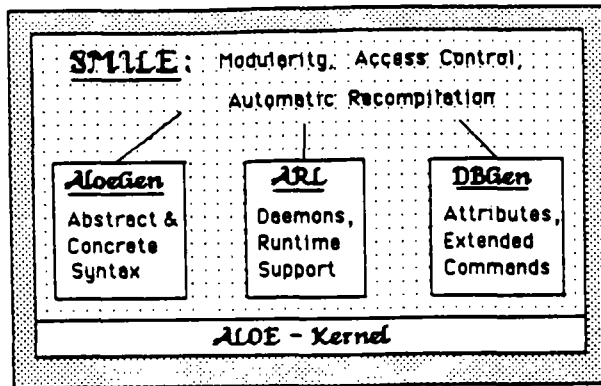 SMILE: Modularity, Access Control,
Automatic Recompilation
AloeGen
Abstract &
Concrete
Syntax
ARL
Daemons,
Runtime
Support
DBGen
Attributes,
Extended
Commands
ALOE - Kernel